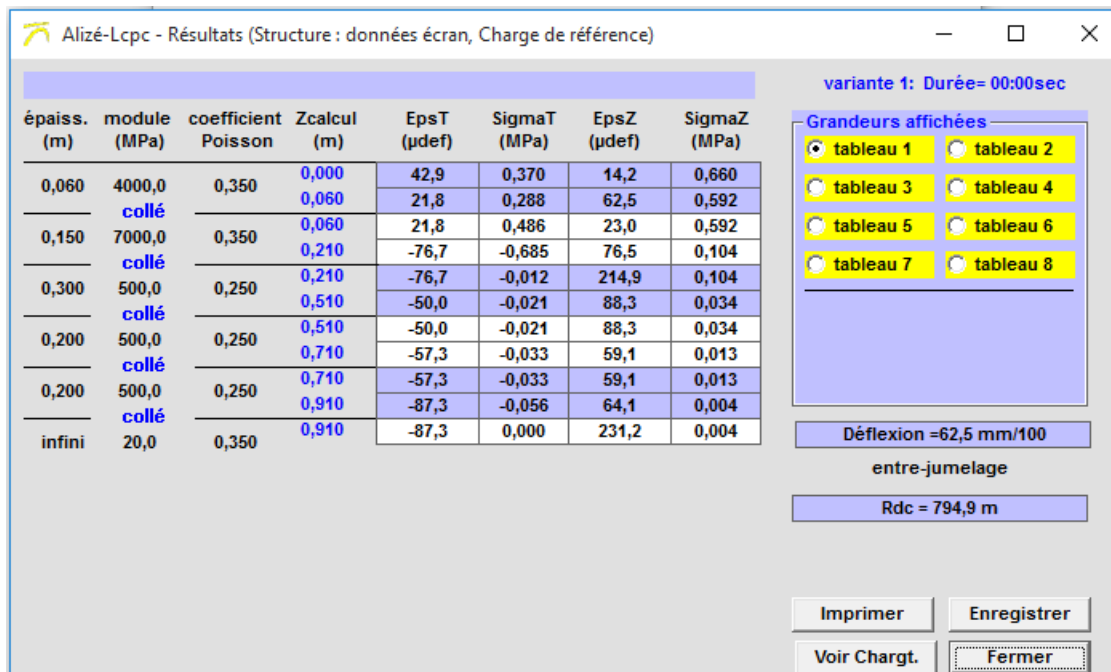 Alizé-Lcpc - Résultats (Structure : données écran, Charge de référence)
variante 1: Durée= 00:00sec
épaiss. module coefficient Zcalcul EpsT SigmaT EpsZ SigmaZ
(m) (MPa) Poisson (m) (µdef) (MPa) (µdef) (MPa)
0,000 42,9 0,370 14,2 0,660
0,060 4000,0 0,350
0,060 21,8 0,288 62,5 0,592
collé
0,060 21,8 0,486 23,0 0,592
0,150 7000,0 0,350
0,210 -76,7 -0,685 76,5 0,104
collé
0,210 -76,7 -0,012 214,9 0,104
0,300 500,0 0,250
0,510 -50,0 -0,021 88,3 0,034
collé
0,510 -50,0 -0,021 88,3 0,034
0,200 500,0 0,250
0,710 -57,3 -0,033 59,1 0,013
collé
0,710 -57,3 -0,033 59,1 0,013
0,200 500,0 0,250
0,910 -87,3 -0,056 64,1 0,004
collé
0,910 -87,3 0,000 231,2 0,004
infini 20,0 0,350
Grandeurs affichées
tableau 1 tableau 2
tableau 3 tableau 4
tableau 5 tableau 6
tableau 7 tableau 8
Déflexion =62,5 mm/100
entre-jumelage
Rdc = 794,9 m
Imprimer Enregistrer
Voir Chargt. Fermer